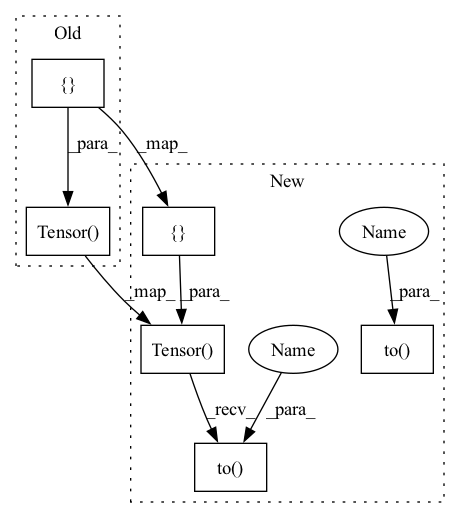 Old
{}
_para_
_map_
New
Tensor()
{}
Name
_map_
_para_
_para_
Tensor()
Name
to()
_recv_
_para_
to()